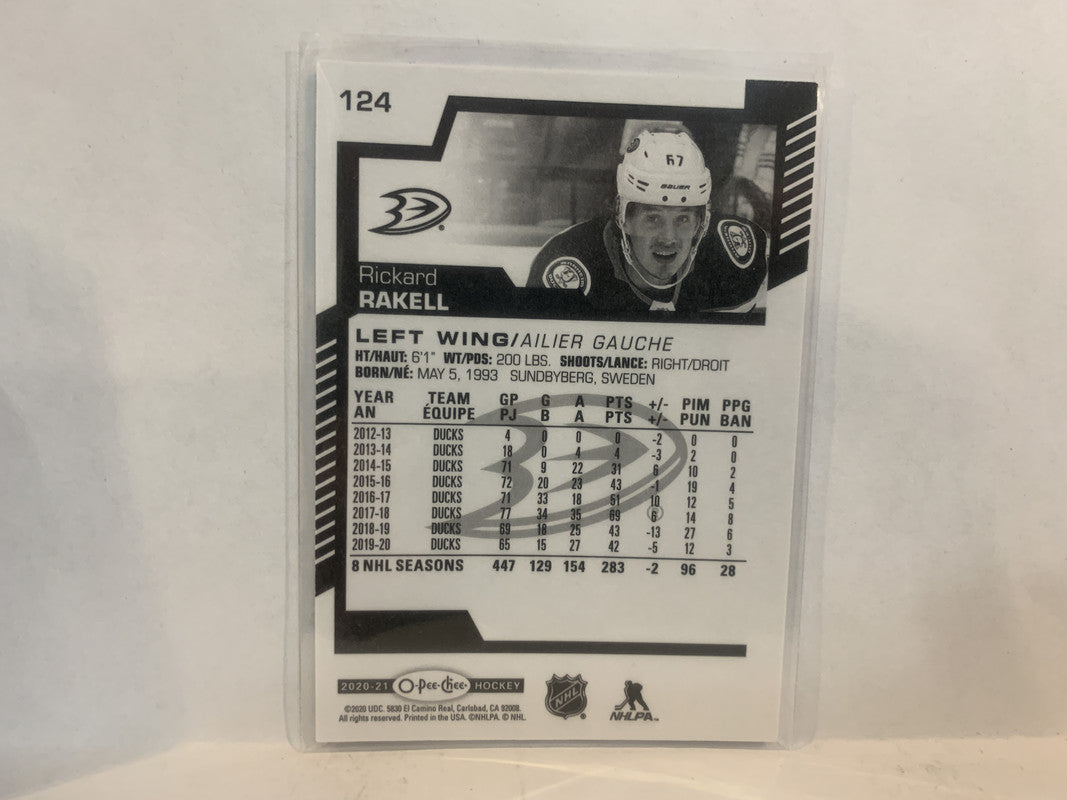 124
67
BAUER
Rickard
RAKELL
LEFT WING/AILIER GAUCHE
HT/HAUT: 6'1" WT/PDS: 200 LBS. SHOOTS/LANCE: RIGHT/DROIT
BORN/NÉ: MAY 5, 1993 SUNDBYBERG, SWEDEN
YEAR TEAM GP G A PTS +/- PIM PPG
AN ÉQUIPE PJ B A PTS +/- PUN BAN
2012-13 DUCKS 4 0 0 0 -2 0 0
2013-14 DUCKS 18 0 4 4 -3 2 0
2014-15 DUCKS 71 9 22 31 6 10 2
2015-16 DUCKS 72 20 23 43 -1 19 4
2016-17 DUCKS 71 33 18 51 10 12 5
2017-18 DUCKS 77 34 35 69 6 14 8
2018-19 DUCKS 69 18 25 43 -13 27 6
2019-20 DUCKS 65 15 27 42 -5 12 3
8 NHL SEASONS 447 129 154 283 -2 96 28
2020-21 O-Pee-Chee HOCKEY
©2020 UDC. 5830 El Camino Real, Carlsbad, CA 92008.
All rights reserved. Printed in the USA. ©NHLPA. © NHL.
NHL
NHLPA™